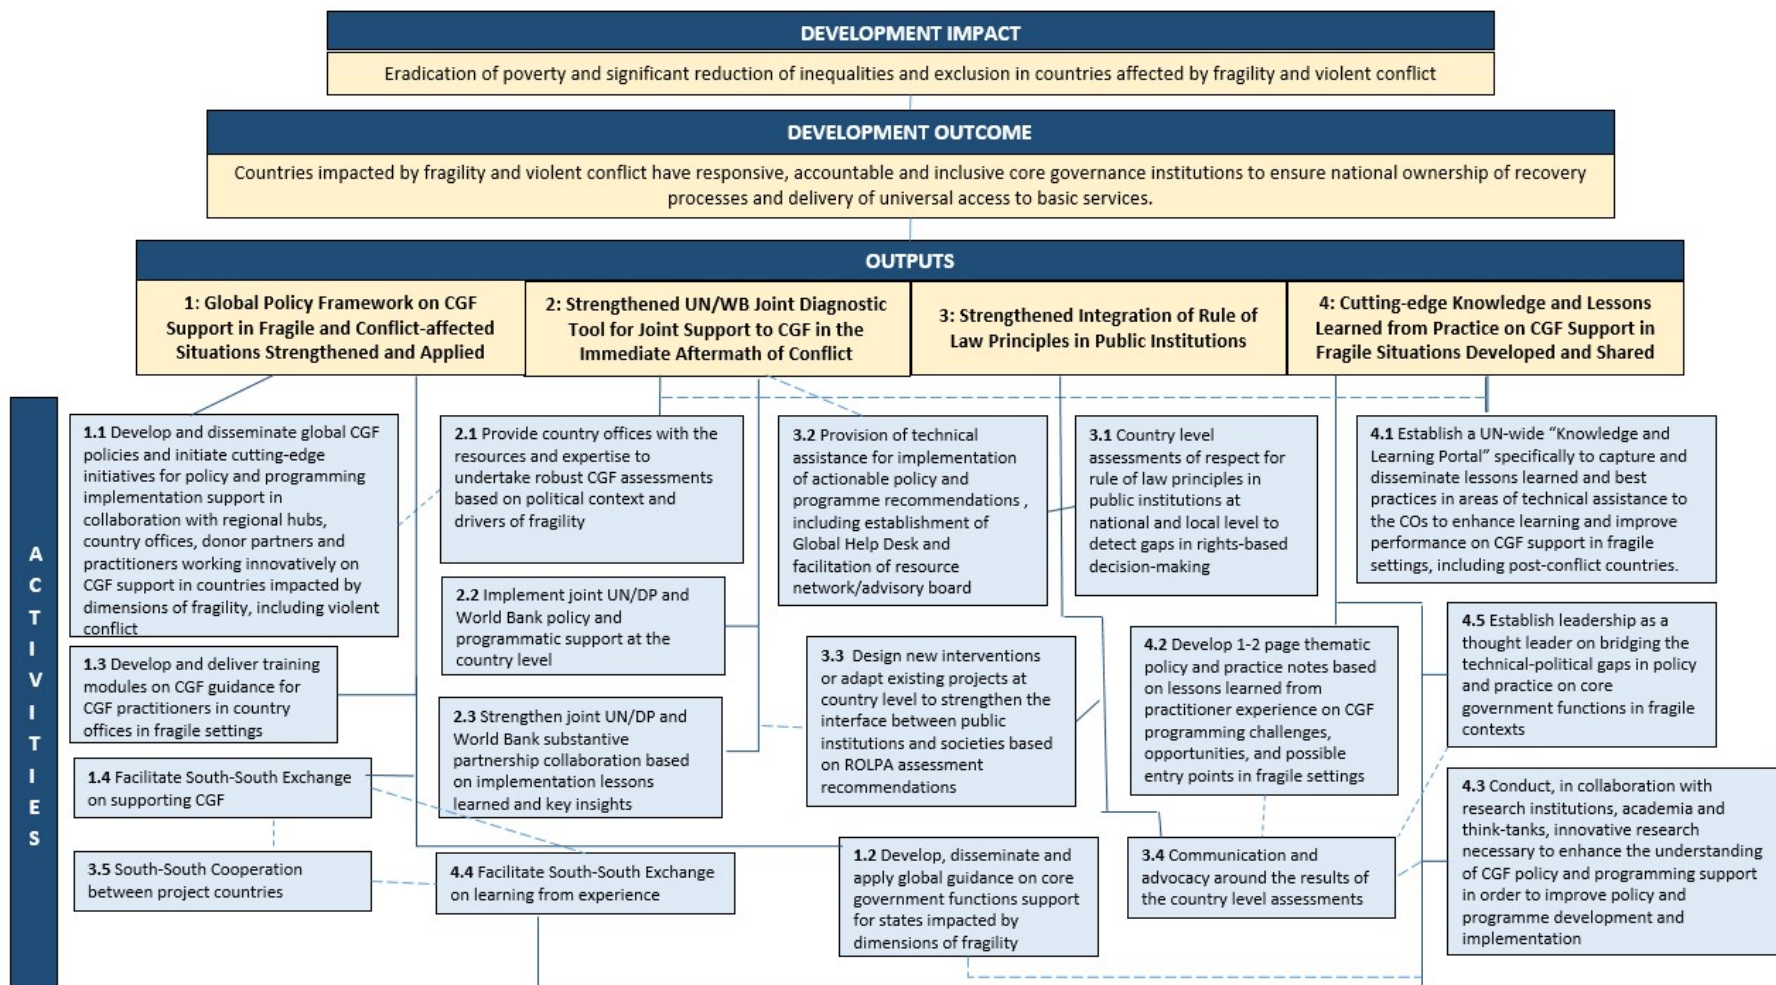 DEVELOPMENT IMPACT
Eradication of poverty and significant reduction of inequalities and exclusion in countries affected by fragility and violent conflict
DEVELOPMENT OUTCOME
Countries impacted by fragility and violent conflict have responsive, accountable and inclusive core governance institutions to ensure national ownership of recovery
processes and delivery of universal access to basic services.
OUTPUTS
1: Global Policy Framework on CGF
Support in Fragile and Conflict-affected
Situations Strengthened and Applied
2: Strengthened UN/WB Joint Diagnostic
Tool for Joint Support to CGF in the
Immediate Aftermath of Conflict
3: Strengthened Integration of Rule of
Law Principles in Public Institutions
4: Cutting-edge Knowledge and Lessons
Learned from Practice on CGF Support in
Fragile Situations Developed and Shared
ACTIVITIES
1.1 Develop and disseminate global CGF
policies and initiate cutting-edge
initiatives for policy and programming
implementation support in
collaboration with regional hubs,
country offices, donor partners and
practitioners working innovatively on
CGF support in countries impacted by
dimensions of fragility, including violent
conflict
2.1 Provide country offices with the
resources and expertise to
undertake robust CGF assessments
based on political context and
drivers of fragility
3.2 Provision of technical
assistance for implementation
of actionable policy and
programme recommendations ,
including establishment of
Global Help Desk and
facilitation of resource
network/advisory board
3.1 Country level
assessments of respect for
rule of law principles in
public institutions at
national and local level to
detect gaps in rights-based
decision-making
4.1 Establish a UN-wide “Knowledge and
Learning Portal” specifically to capture and
disseminate lessons learned and best
practices in areas of technical assistance to
the COs to enhance learning and improve
performance on CGF support in fragile
settings, including post-conflict countries.
2.2 Implement joint UN/DP and
World Bank policy and
programmatic support at the
country level
1.3 Develop and deliver training
modules on CGF guidance for
CGF practitioners in country
offices in fragile settings
3.3 Design new interventions
or adapt existing projects at
country level to strengthen the
interface between public
institutions and societies based
on ROLPA assessment
recommendations
4.2 Develop 1-2 page thematic
policy and practice notes based
on lessons learned from
practitioner experience on CGF
programming challenges,
opportunities, and possible
entry points in fragile settings
4.5 Establish leadership as a
thought leader on bridging the
technical-political gaps in policy
and practice on core
government functions in fragile
contexts
2.3 Strengthen joint UN/DP and
World Bank substantive
partnership collaboration based
on implementation lessons
learned and key insights
1.4 Facilitate South-South Exchange
on supporting CGF
4.3 Conduct, in collaboration with
research institutions, academia and
think-tanks, innovative research
necessary to enhance the understanding
of CGF policy and programming support
in order to improve policy and
programme development and
implementation
3.5 South-South Cooperation
between project countries
4.4 Facilitate South-South Exchange
on learning from experience
1.2 Develop, disseminate and
apply global guidance on core
government functions support
for states impacted by
dimensions of fragility
3.4 Communication and
advocacy around the results of
the country level assessments